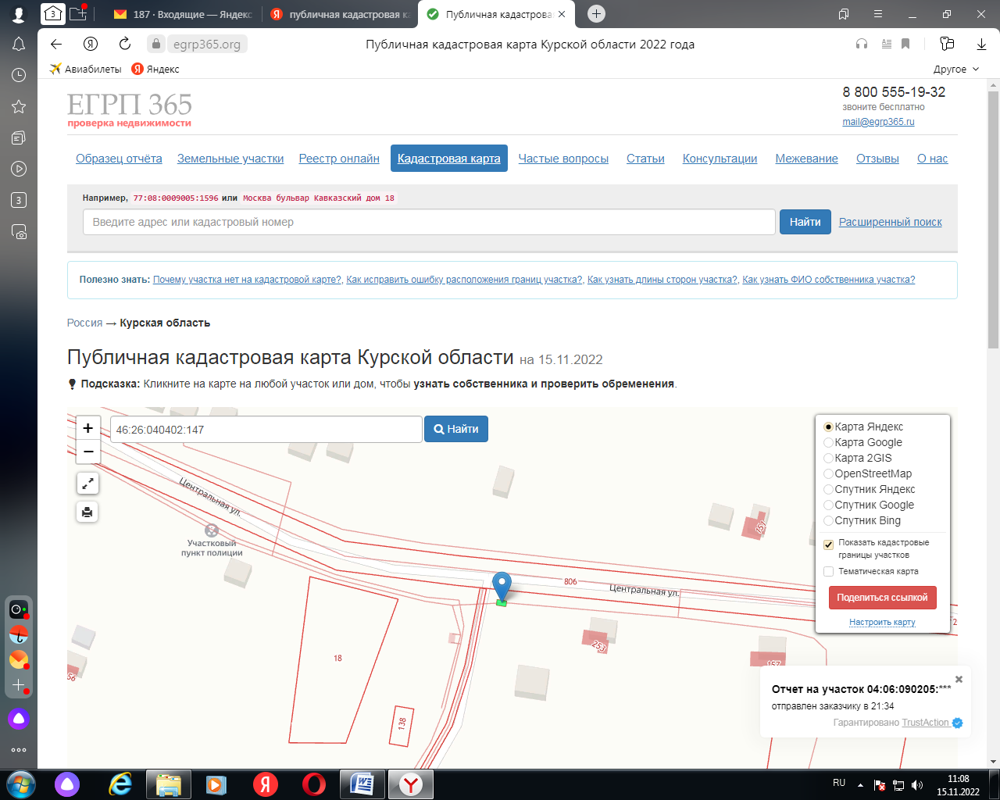 187 · Входящие — Яндекс
публичная кадастровая ка
Публичная кадастрова
3
egrp365.org
Публичная кадастровая карта Курской области 2022 года
Авиабилеты
Яндекс
Другое
ЕГРП 365
проверка недвижимости
8 800 555-19-32
звоните бесплатно
mail@egrp365.ru
Образец отчёта
Земельные участки
Реестр онлайн
Кадастровая карта
Частые вопросы
Статьи
Консультации
Межевание
Отзывы
О нас
Например, 77:08:0009005:1596 или Москва бульвар Кавказский дом 18
Введите адрес или кадастровый номер
Найти
Расширенный поиск
3
Полезно знать: Почему участка нет на кадастровой карте?, Как исправить ошибку расположения границ участка?, Как узнать длины сторон участка?, Как узнать ФИО собственника участка?
Россия → Курская область
Публичная кадастровая карта Курской области на 15.11.2022
Подсказка: Кликните на карте на любой участок или дом, чтобы узнать собственника и проверить обременения.
+
−
46:26:040402:147
Найти
Карта Яндекс
Карта Google
Карта 2GIS
OpenStreetMap
Спутник Яндекс
Спутник Google
Спутник Bing
Показать кадастровые
границы участков
Тематическая карта
Поделиться ссылкой
Настроить карту
Центральная ул.
Участковый
пункт полиции
151
806
Центральная ул.
2
253
157
18
56
138
Отчет на участок 04:06:090205:***
отправлен заказчику в 21:34
Гарантировано TrustAction
RU
11:08
15.11.2022